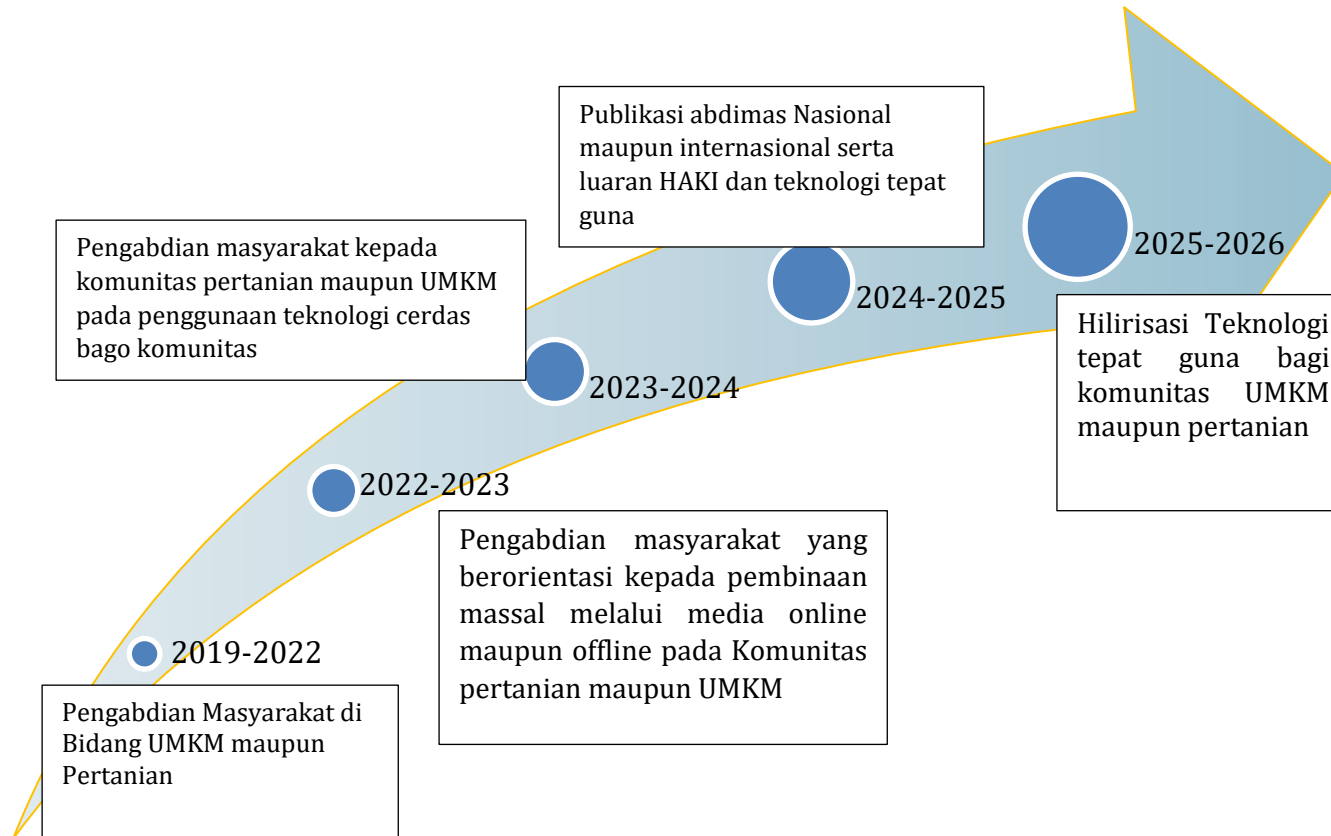 Publikasi abdimas Nasional
maupun internasional serta
luaran HAKI dan teknologi tepat
guna
2025-2026
Pengabdian masyarakat kepada
komunitas pertanian maupun UMKM
pada penggunaan teknologi cerdas
bago komunitas
2024-2025
Hilirisasi Teknologi
tepat guna bagi
komunitas UMKM
maupun pertanian
2023-2024
2022-2023
Pengabdian masyarakat yang
berorientasi kepada pembinaan
massal melalui media online
maupun offline pada Komunitas
pertanian maupun UMKM
2019-2022
Pengabdian Masyarakat di
Bidang UMKM maupun
Pertanian